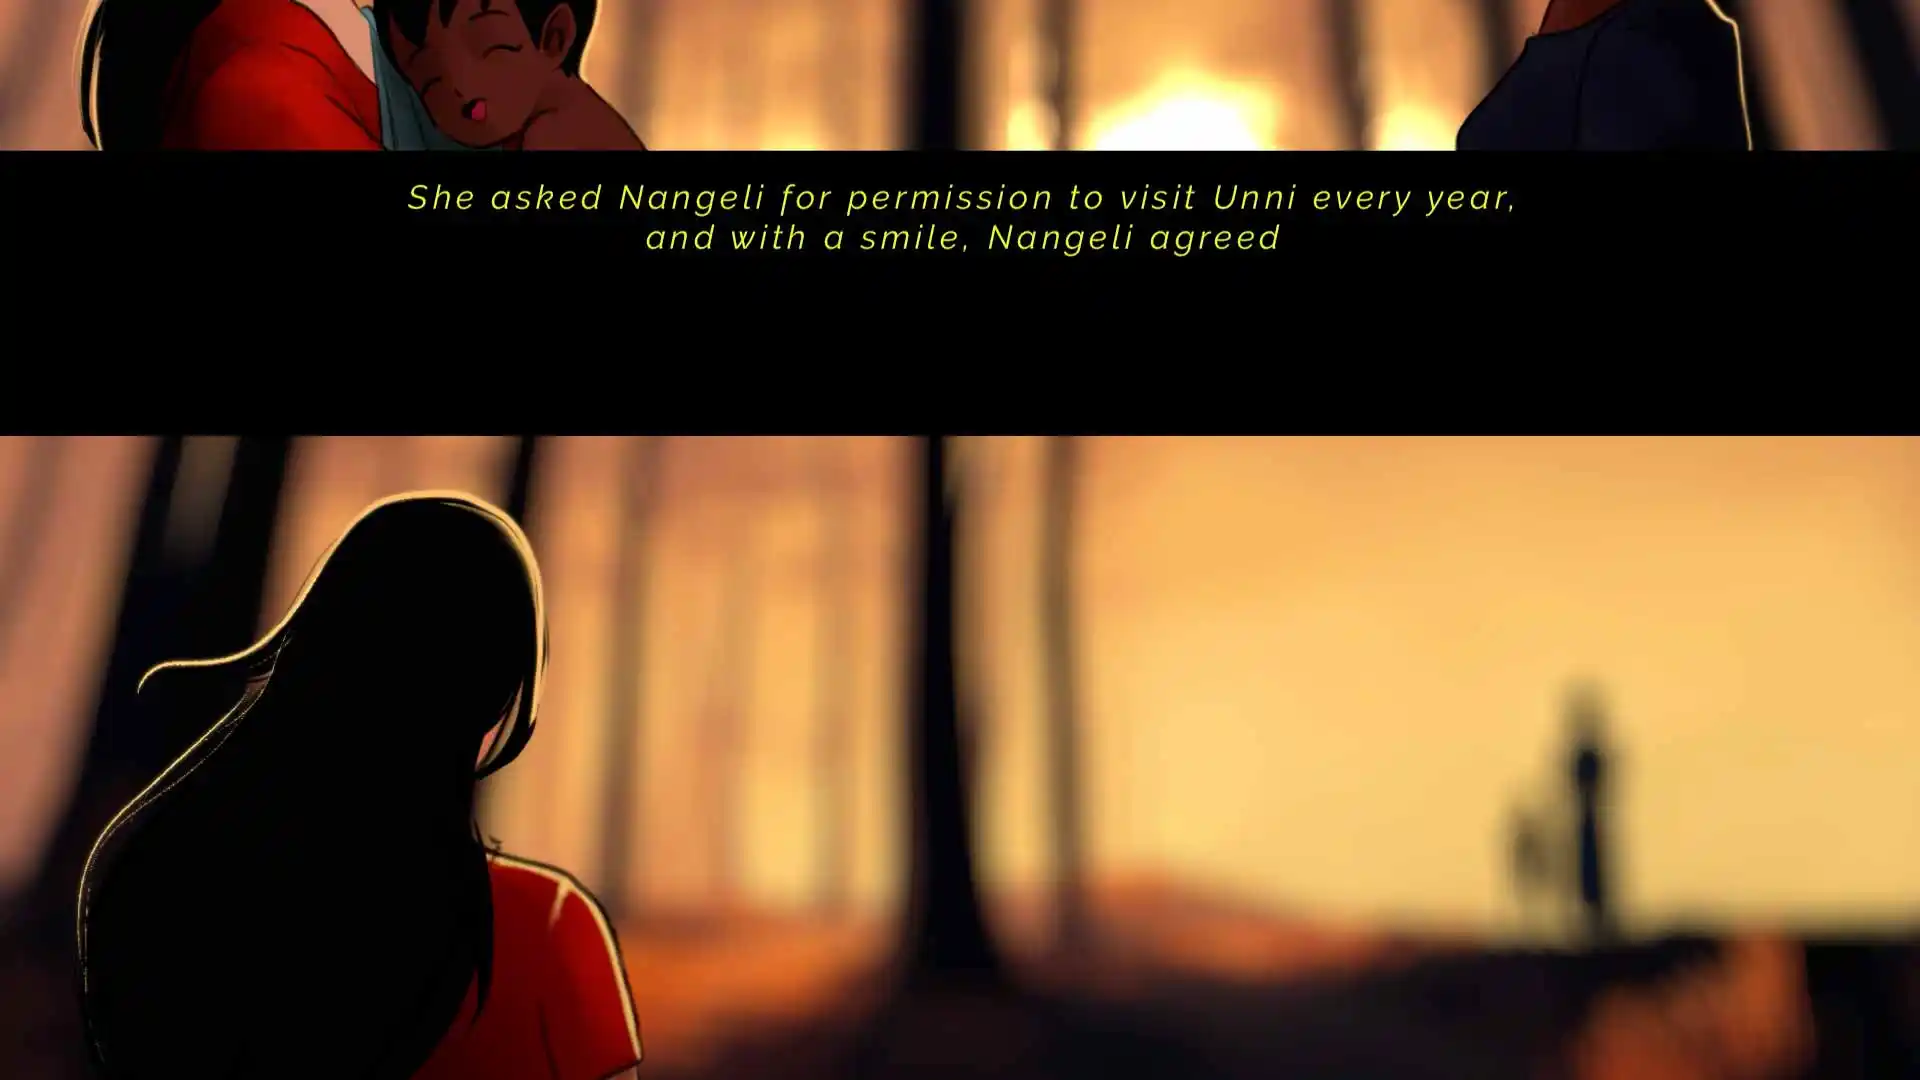 She asked Nangeli for permission to visit Unni every year,
and with a smile, Nangeli agreed